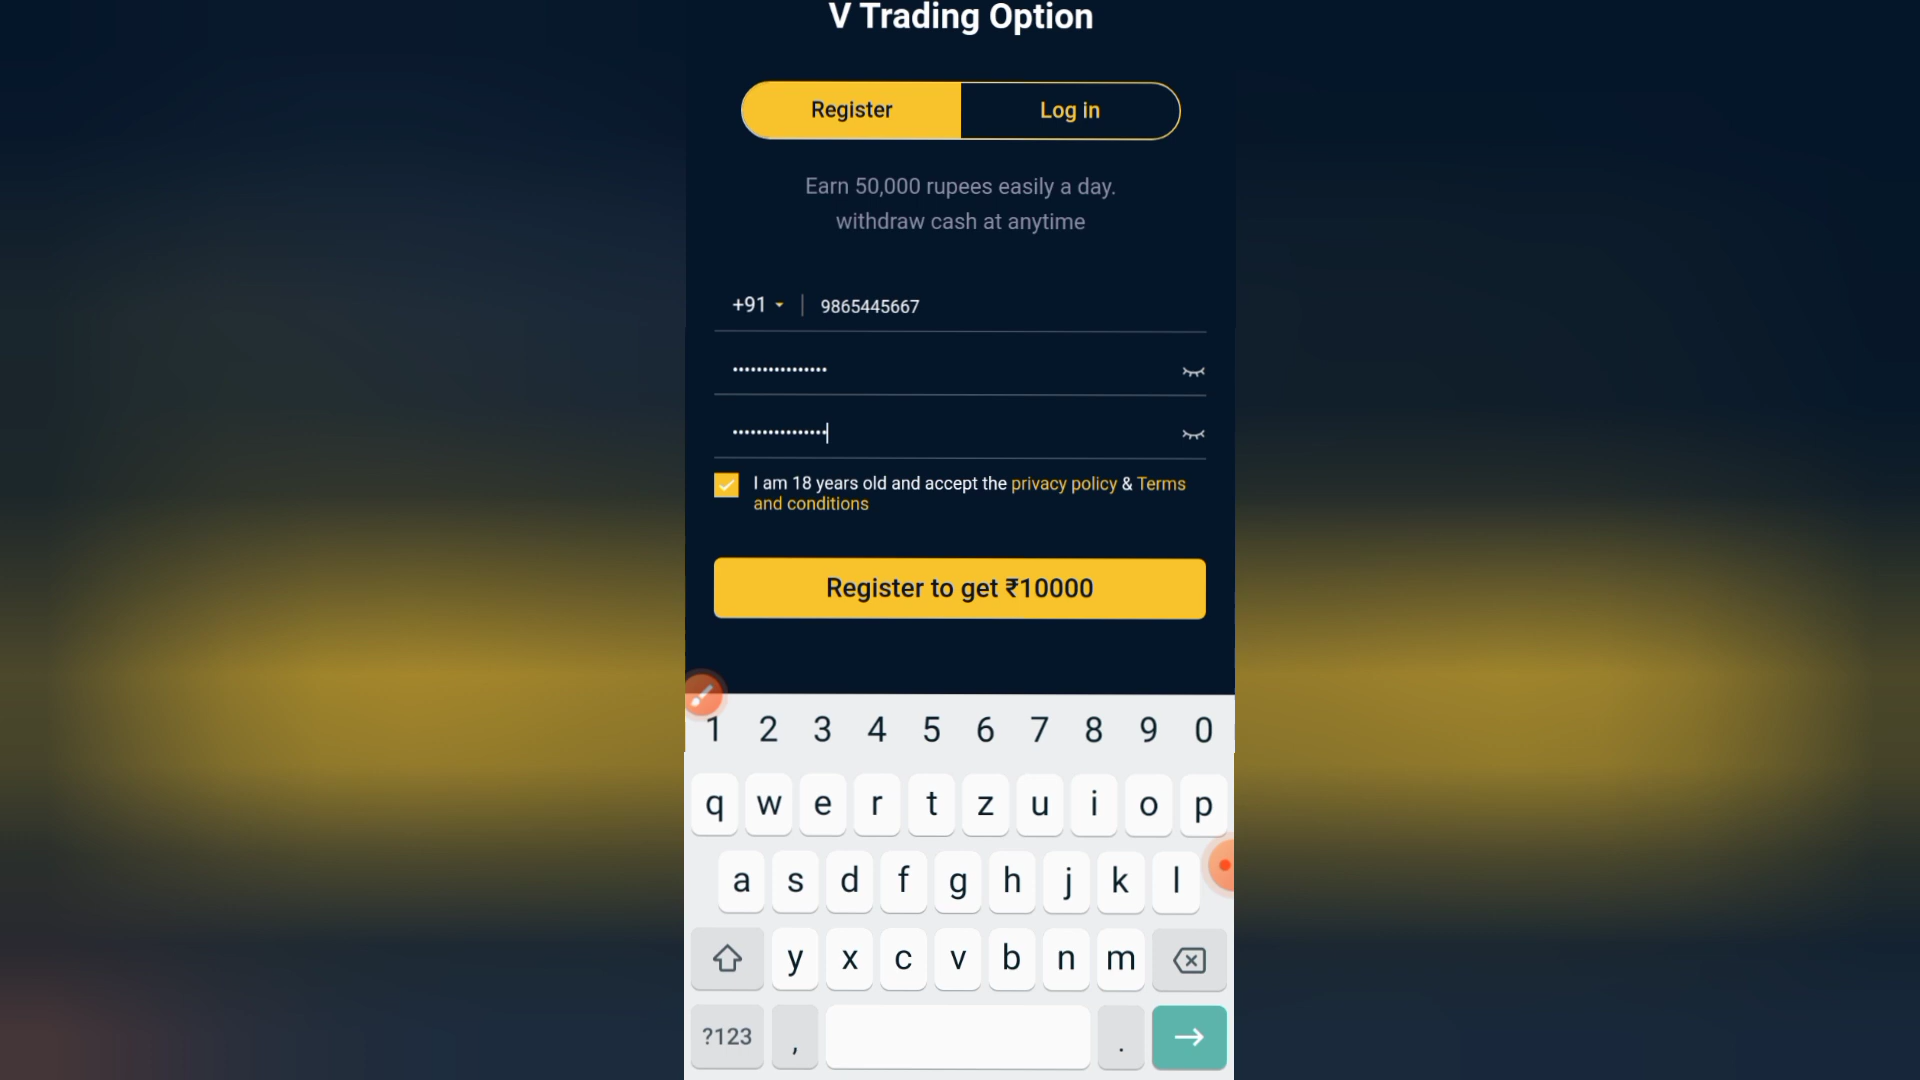 V Trading Option
Register
Log in
Earn 50,000 rupees easily a day.
withdraw cash at anytime
+91
9865445667
••••••••••••••••
••••••••••••••••
I am 18 years old and accept the privacy policy & Terms
and conditions
Register to get ₹10000
1 2 3 4 5 6 7 8 9 0
q w e r t z u i o p
a s d f g h j k l
y x c v b n m
?123 , .